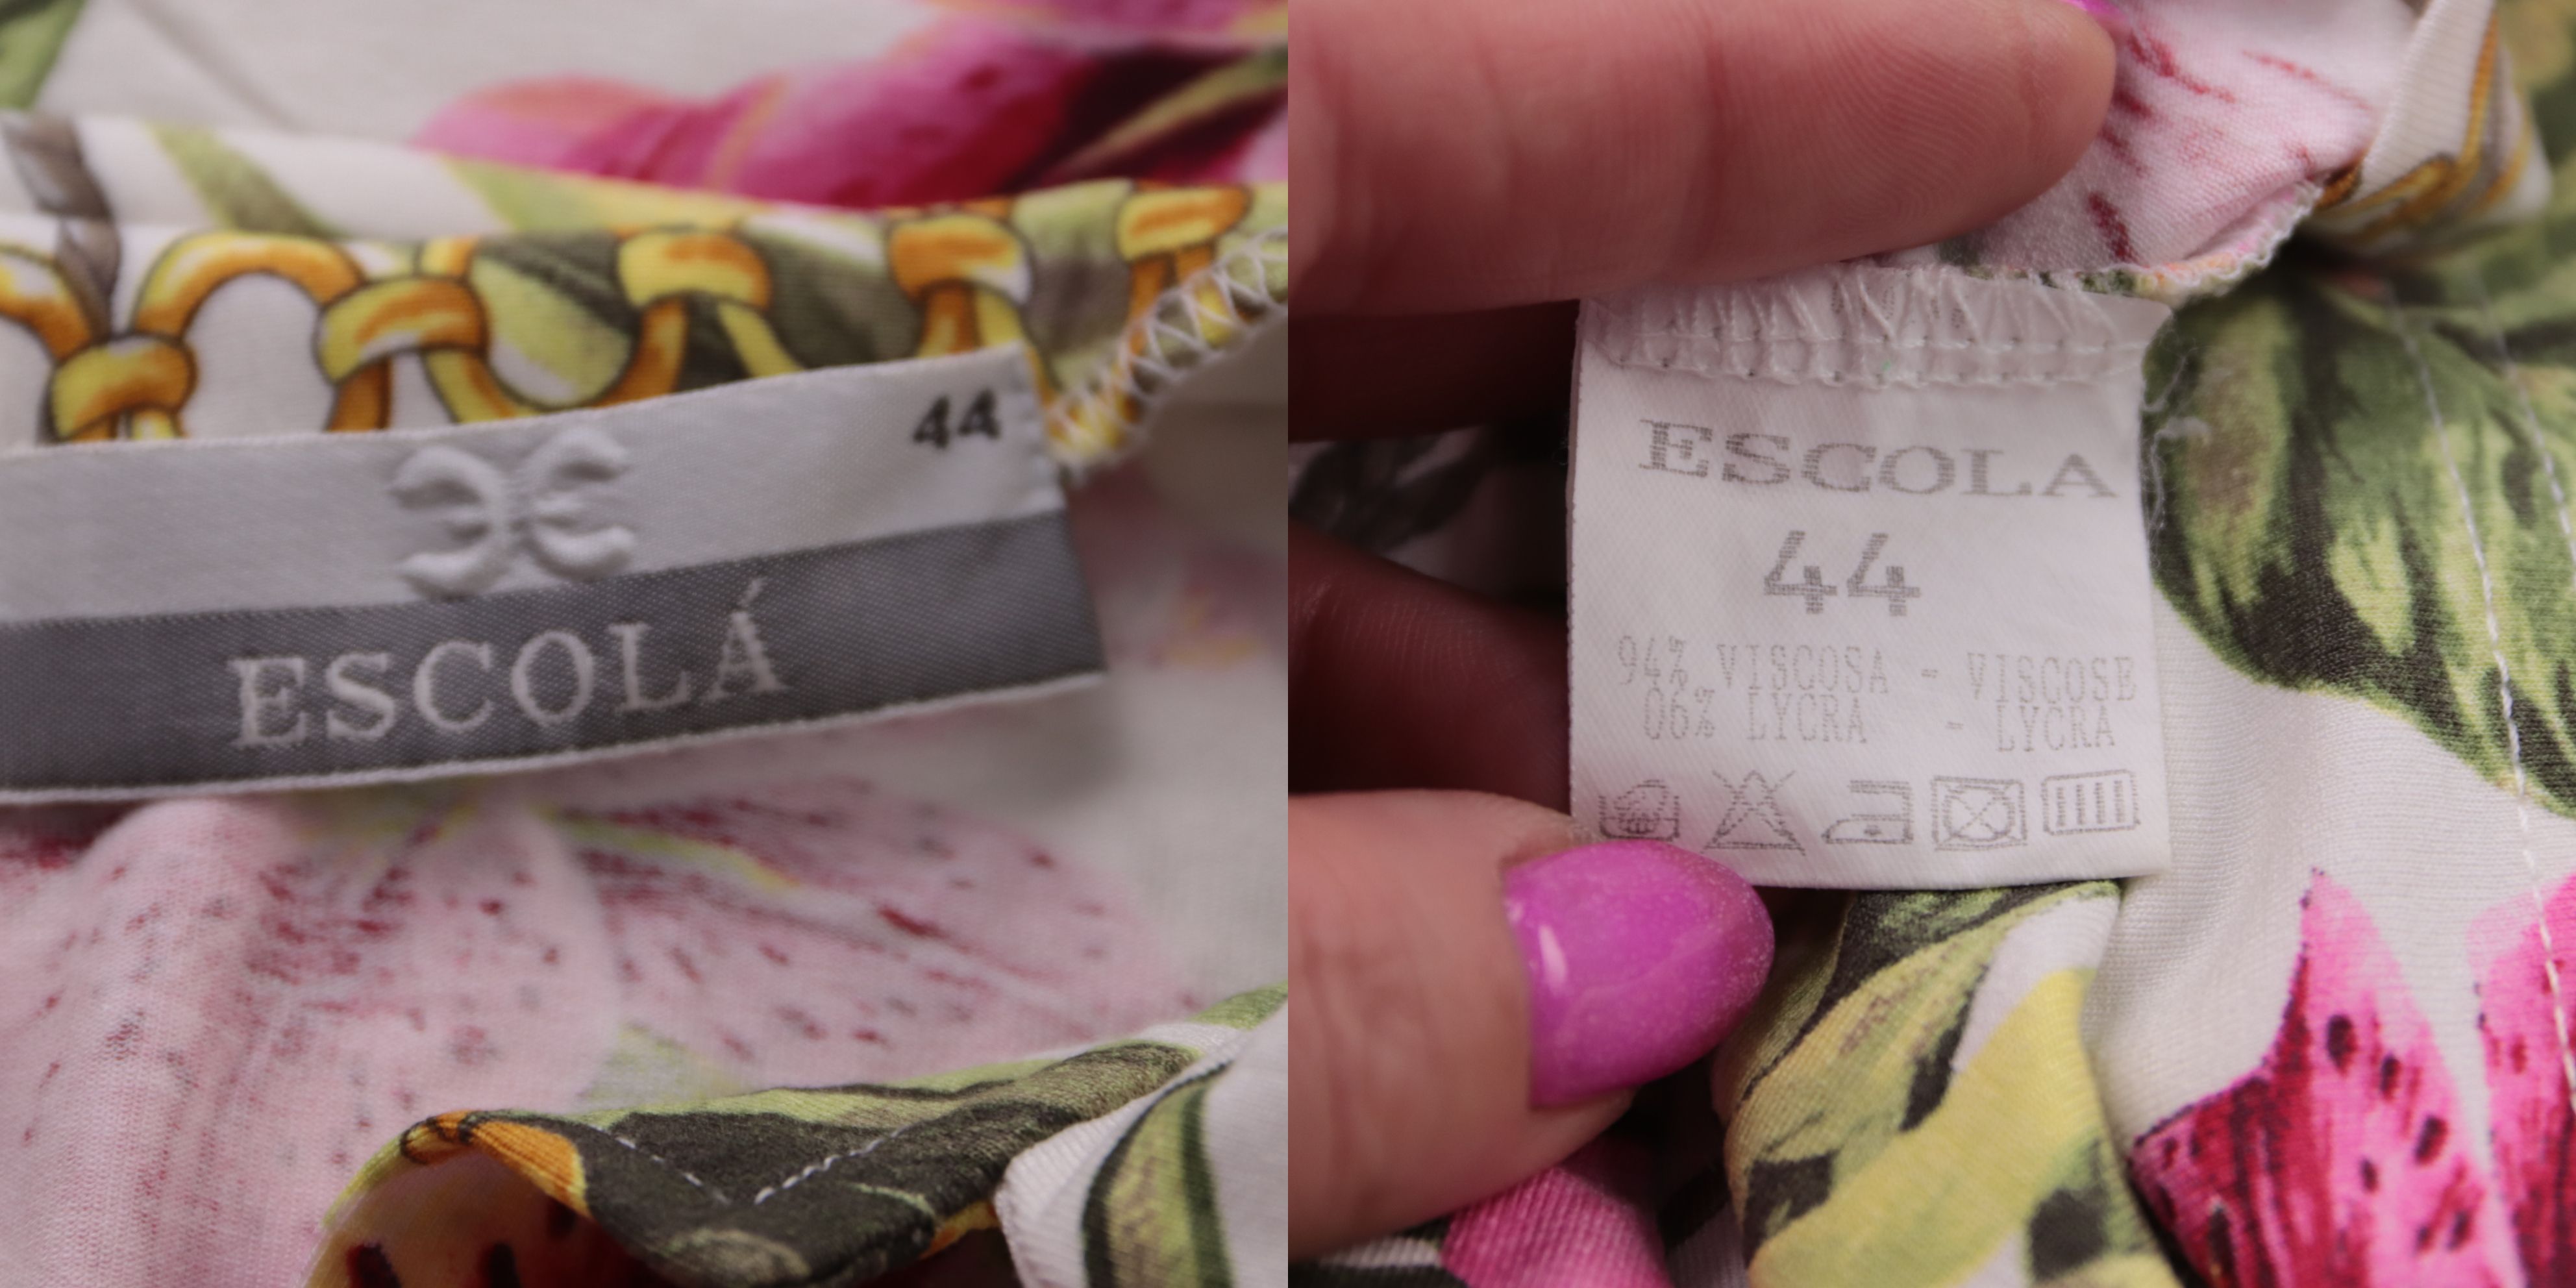 44
ESCOLÁ
ESCOLA
44
94% VISCOSA - VISCOSE
06% LYCRA - LYCRA